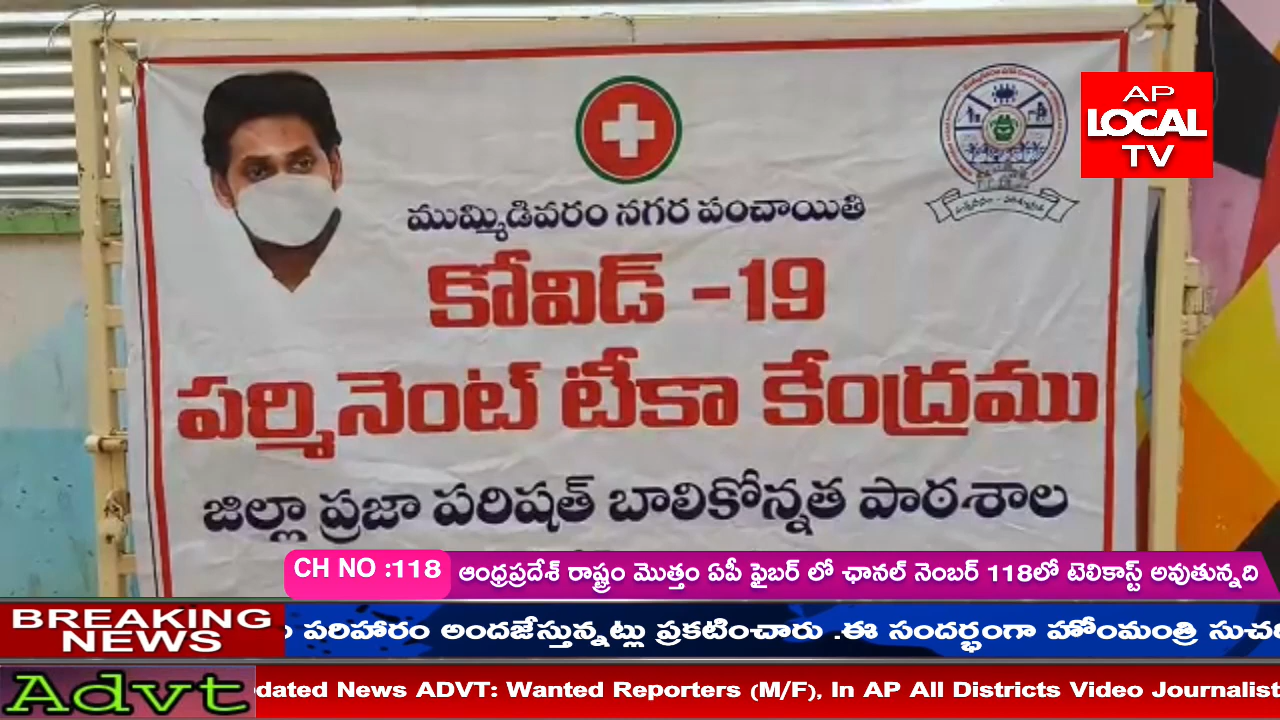 AP
LOCAL
TV
ముమ్మిడివరం నగర పంచాయితి
కోవిడ్ -19
పర్మినెంట్ టీకా కేంద్రము
జిల్లా ప్రజా పరిషత్ బాలికోన్నత పాఠశాల
CH NO :118 ఆంధ్రప్రదేశ్ రాష్ట్రం మొత్తం ఏపీ ఫైబర్ లో ఛానల్ నెంబర్ 118లో టెలికాస్ట్ అవుతున్నది
BREAKING
NEWS
పరిహారం అందజేస్తున్నట్లు ప్రకటించారు .ఈ సందర్భంగా హోంమంత్రి
Advt
dated News ADVT: Wanted Reporters (M/F), In AP All Districts Video Journalist